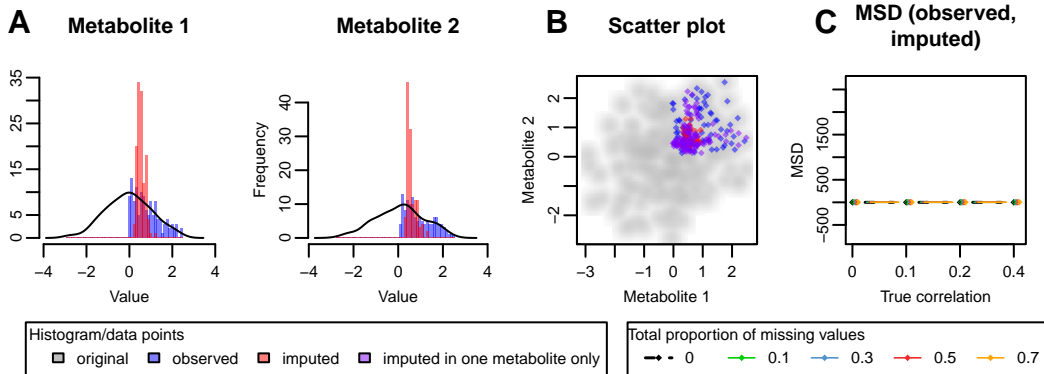 A Metabolite 1 Metabolite 2 B Scatter plot C MSD (observed, imputed)
35
25
15
5
0
−4 −2 0 2 4
Value
Frequency
40
30
20
10
0
−4 −2 0 2 4
Value
Metabolite 2
2
1
0
−2
−3 −1 0 1 2
Metabolite 1
MSD
1500
500
0
−500
0 0.1 0.2 0.4
True correlation
Histogram/data points
original observed imputed imputed in one metabolite only
Total proportion of missing values
0 0.1 0.3 0.5 0.7